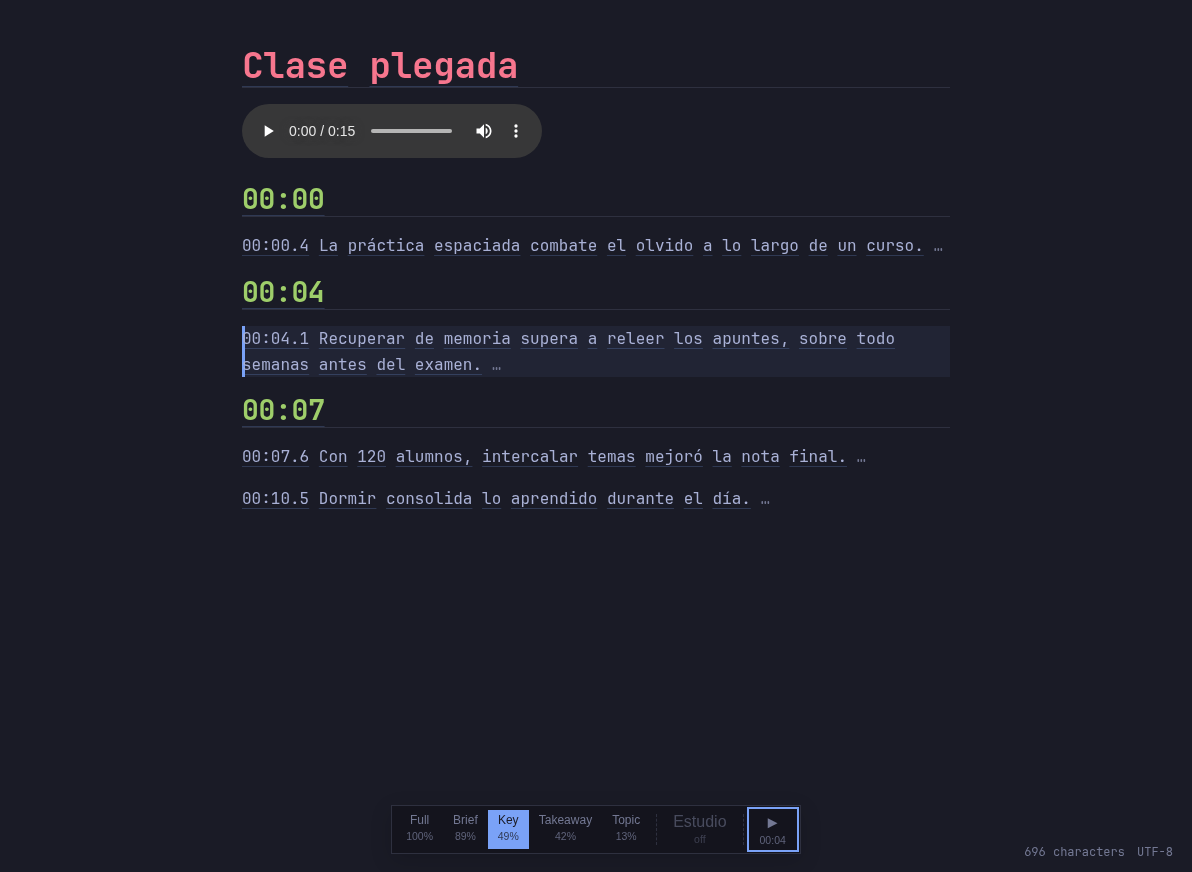 Clase plegada
0:00 / 0:15
00:00
00:00.4 La práctica espaciada combate el olvido a lo largo de un curso. …
00:04
00:04.1 Recuperar de memoria supera a releer los apuntes, sobre todo
semanas antes del examen. …
00:07
00:07.6 Con 120 alumnos, intercalar temas mejoró la nota final. …
00:10.5 Dormir consolida lo aprendido durante el día. …
Full Brief Key Takeaway Topic Estudio ▶
100% 89% 49% 42% 13% off 00:04
696 characters UTF-8